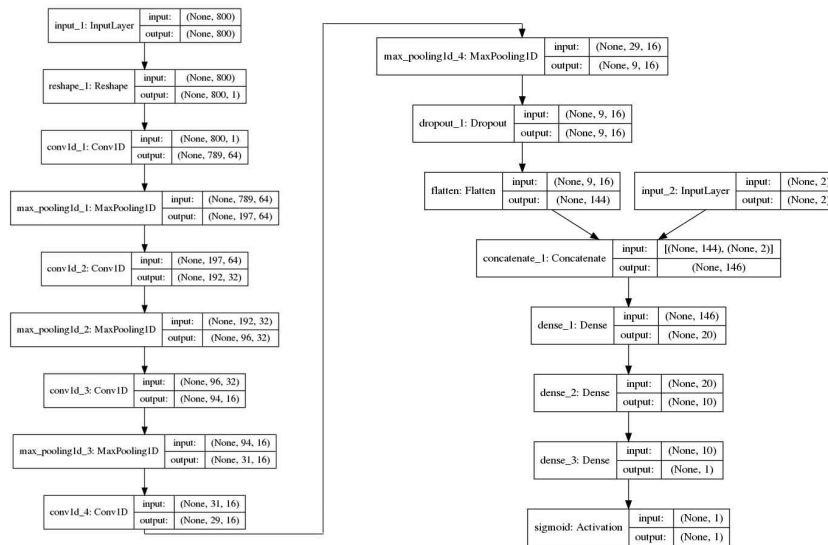 input_1: InputLayer
input: (None, 800)
output: (None, 800)
reshape_1: Reshape
input: (None, 800)
output: (None, 800, 1)
conv1d_1: Conv1D
input: (None, 800, 1)
output: (None, 789, 64)
max_pooling1d_1: MaxPooling1D
input: (None, 789, 64)
output: (None, 197, 64)
conv1d_2: Conv1D
input: (None, 197, 64)
output: (None, 192, 32)
max_pooling1d_2: MaxPooling1D
input: (None, 192, 32)
output: (None, 96, 32)
conv1d_3: Conv1D
input: (None, 96, 32)
output: (None, 94, 16)
max_pooling1d_3: MaxPooling1D
input: (None, 94, 16)
output: (None, 31, 16)
conv1d_4: Conv1D
input: (None, 31, 16)
output: (None, 29, 16)
max_pooling1d_4: MaxPooling1D
input: (None, 29, 16)
output: (None, 9, 16)
dropout_1: Dropout
input: (None, 9, 16)
output: (None, 9, 16)
flatten: Flatten
input: (None, 9, 16)
output: (None, 144)
input_2: InputLayer
input: (None, 2)
output: (None, 2)
concatenate_1: Concatenate
input: [(None, 144), (None, 2)]
output: (None, 146)
dense_1: Dense
input: (None, 146)
output: (None, 20)
dense_2: Dense
input: (None, 20)
output: (None, 10)
dense_3: Dense
input: (None, 10)
output: (None, 1)
sigmoid: Activation
input: (None, 1)
output: (None, 1)